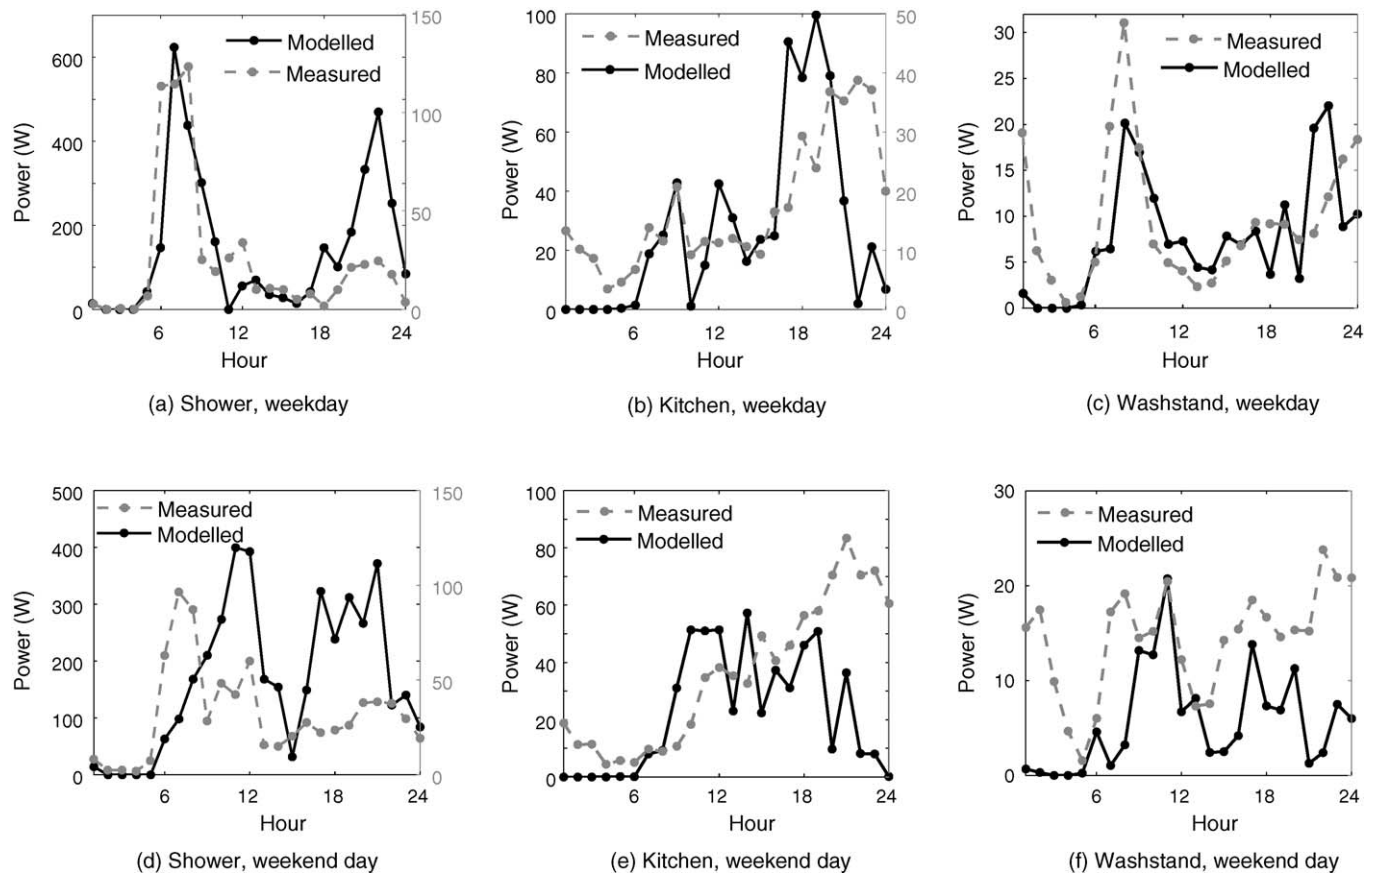 150
100
50
0
600
400
200
0
Power (W)
Modelled
Measured
6 12 18 24
Hour
(a) Shower, weekday
100
80
60
40
20
0
50
40
30
20
10
0
Power (W)
Measured
Modelled
6 12 18 24
Hour
(b) Kitchen, weekday
30
25
20
15
10
5
0
Power (W)
Measured
Modelled
6 12 18 24
Hour
(c) Washstand, weekday
500
400
300
200
100
0
150
100
50
0
Power (W)
Measured
Modelled
6 12 18 24
Hour
(d) Shower, weekend day
100
80
60
40
20
0
Power (W)
Measured
Modelled
6 12 18 24
Hour
(e) Kitchen, weekend day
30
20
10
0
Power (W)
Measured
Modelled
6 12 18 24
Hour
(f) Washstand, weekend day